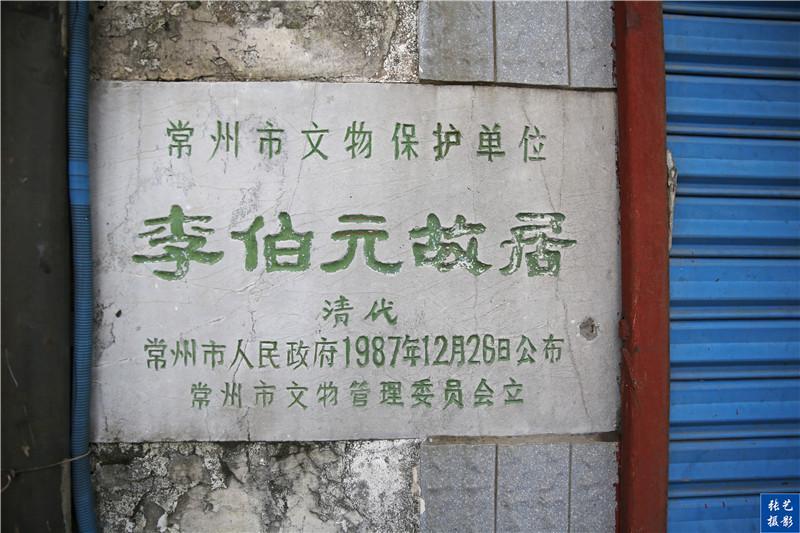 常州市文物保护单位
李伯元故居
清代
常州市人民政府1987年12月26日公布
常州市文物管理委员会立
张艺
摄影